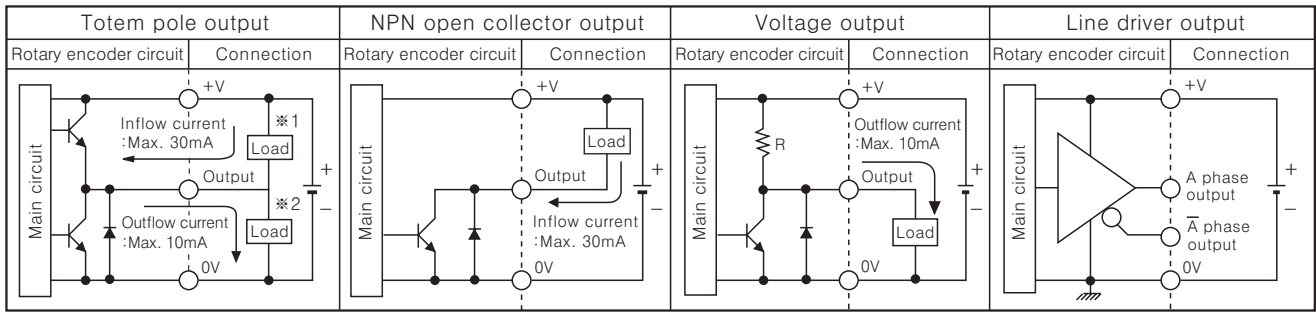 Totem pole output
NPN open collector output
Voltage output
Line driver output
Rotary encoder circuit
Connection
Rotary encoder circuit
Connection
Rotary encoder circuit
Connection
Rotary encoder circuit
Connection
Main circuit
+V
Inflow current
:Max. 30mA
※1
Load
Output
+
−
※2
Outflow current
:Max. 10mA
Load
0V
Main circuit
+V
Load
Output
+
−
Inflow current
:Max. 30mA
0V
Main circuit
+V
R
Outflow current
:Max. 10mA
Output
+
−
Load
0V
Main circuit
+V
A phase
output
+
−
A̅ phase
output
0V